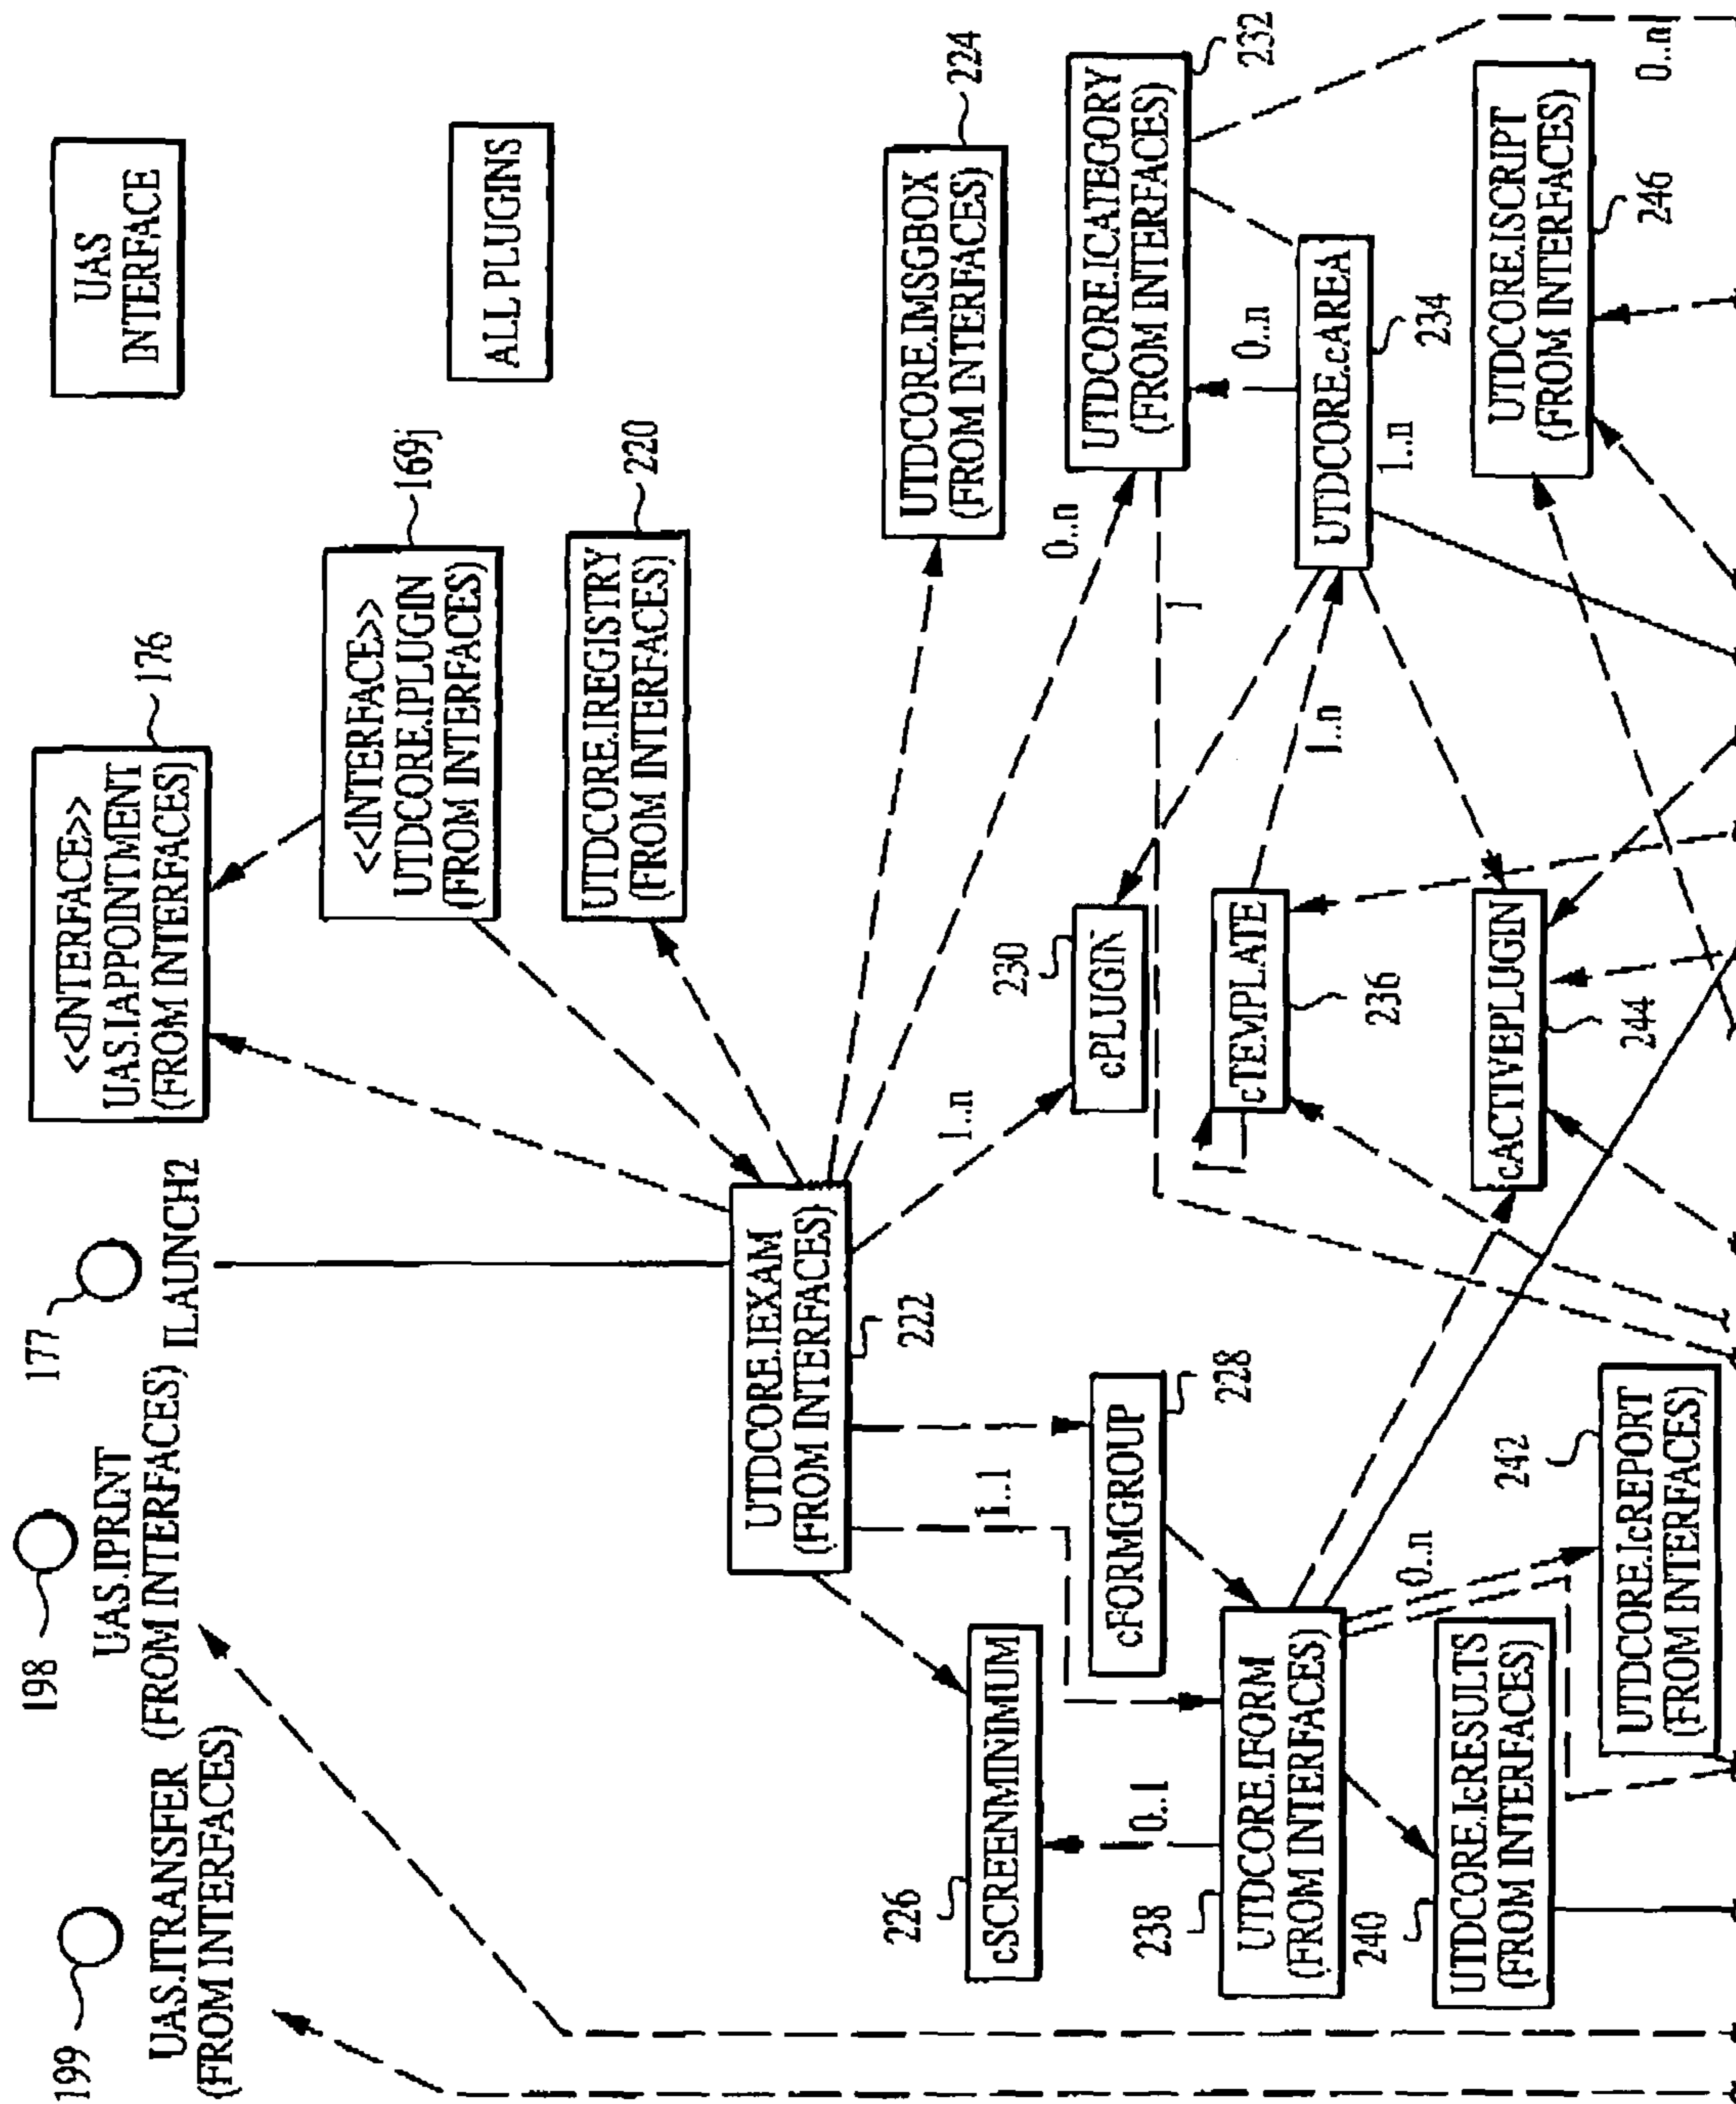 199
UAS.ITRANSFER
(FROM INTERFACES)
198
UAS.IPRINT
(FROM INTERFACES)
177
ILAUNCH2
<<INTERFACE>>
UAS.IAPPOINTMENT
(FROM INTERFACES)
176
UAS
INTERFACE
<<INTERFACE>>
UTDCORE.IPLUGIN
(FROM INTERFACES)
169j
ALLPLUGINS
UTDCORE.IREGISTRY
(FROM INTERFACES)
220
UTDCORE.IEXAM
(FROM INTERFACES)
222
UTDCORE.IMSGBOX
(FROM INTERFACES)
224
226
cSCREENMINIMUM
1..1
cFORMGROUP
228
1..n
230
cPLUGIN
0..n
UTDCORE.ICATEGORY
(FROM INTERFACES)
232
0..1
1
0..n
238
UTDCORE.IFORM
(FROM INTERFACES)
cTEMPLATE
236
1..n
UTDCORE.cAREA
234
1..n
240
UTDCORE.IcRESULTS
(FROM INTERFACES)
0..n
242
UTDCORE.IcREPORT
(FROM INTERFACES)
cACTIVEPLUGIN
244
UTDCORE.ISCRIPT
(FROM INTERFACES)
246
0..n